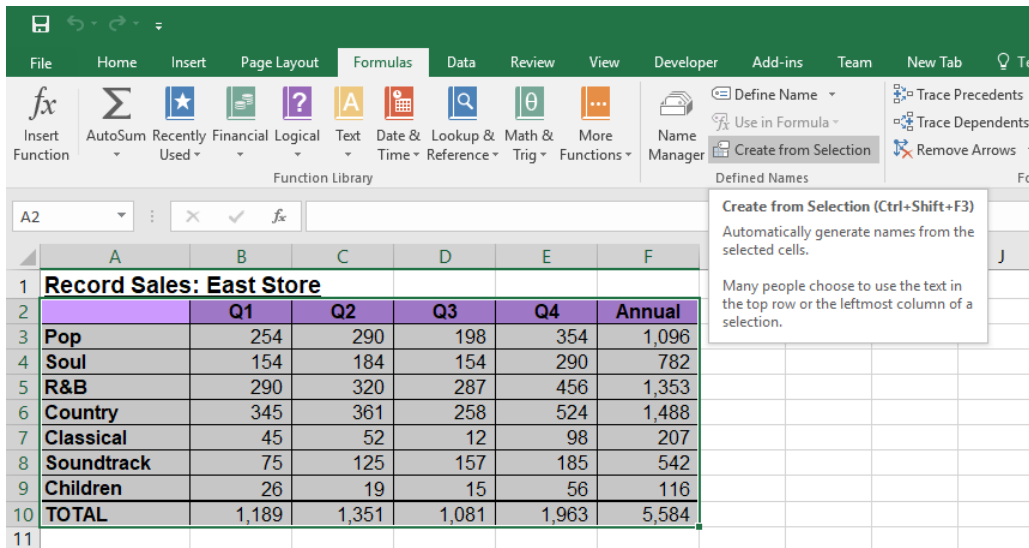 File Home Insert Page Layout Formulas Data Review View Developer Add-ins Team New Tab
fx Σ ? A θ
Insert Function
AutoSum
Recently Used
Financial
Logical
Text
Date & Time
Lookup & Reference
Math & Trig
More Functions
Function Library
Name Manager
Define Name
Use in Formula
Create from Selection
Defined Names
Trace Precedents
Trace Dependents
Remove Arrows
A2 fx
Create from Selection (Ctrl+Shift+F3)
Automatically generate names from the
selected cells.
Many people choose to use the text in
the top row or the leftmost column of a
selection.
A B C D E F J
1 Record Sales: East Store
2 Q1 Q2 Q3 Q4 Annual
3 Pop 254 290 198 354 1,096
4 Soul 154 184 154 290 782
5 R&B 290 320 287 456 1,353
6 Country 345 361 258 524 1,488
7 Classical 45 52 12 98 207
8 Soundtrack 75 125 157 185 542
9 Children 26 19 15 56 116
10 TOTAL 1,189 1,351 1,081 1,963 5,584
11